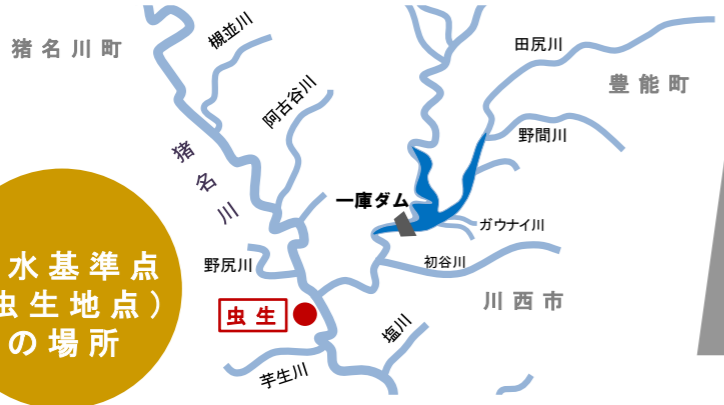 猪名川町
槻並川
田尻川
豊能町
阿古谷川
野間川
猪名川
一庫ダム
ガウナイ川
野尻川
初谷川
川西市
虫生
塩川
芋生川
水基準点
虫生地点）
の場所